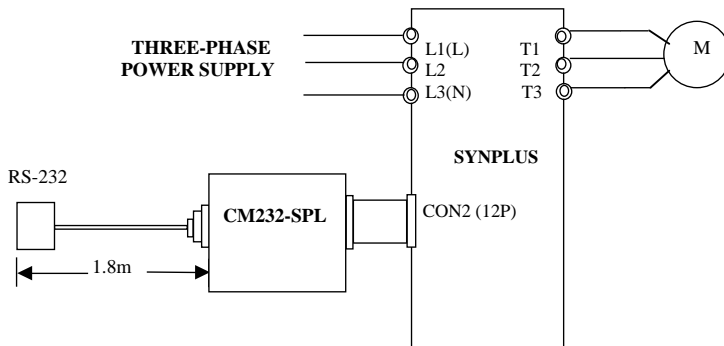 THREE-PHASE
POWER SUPPLY
L1(L)
L2
L3(N)
T1
T2
T3
M
SYNPLUS
RS-232
CM232-SPL
CON2 (12P)
1.8m